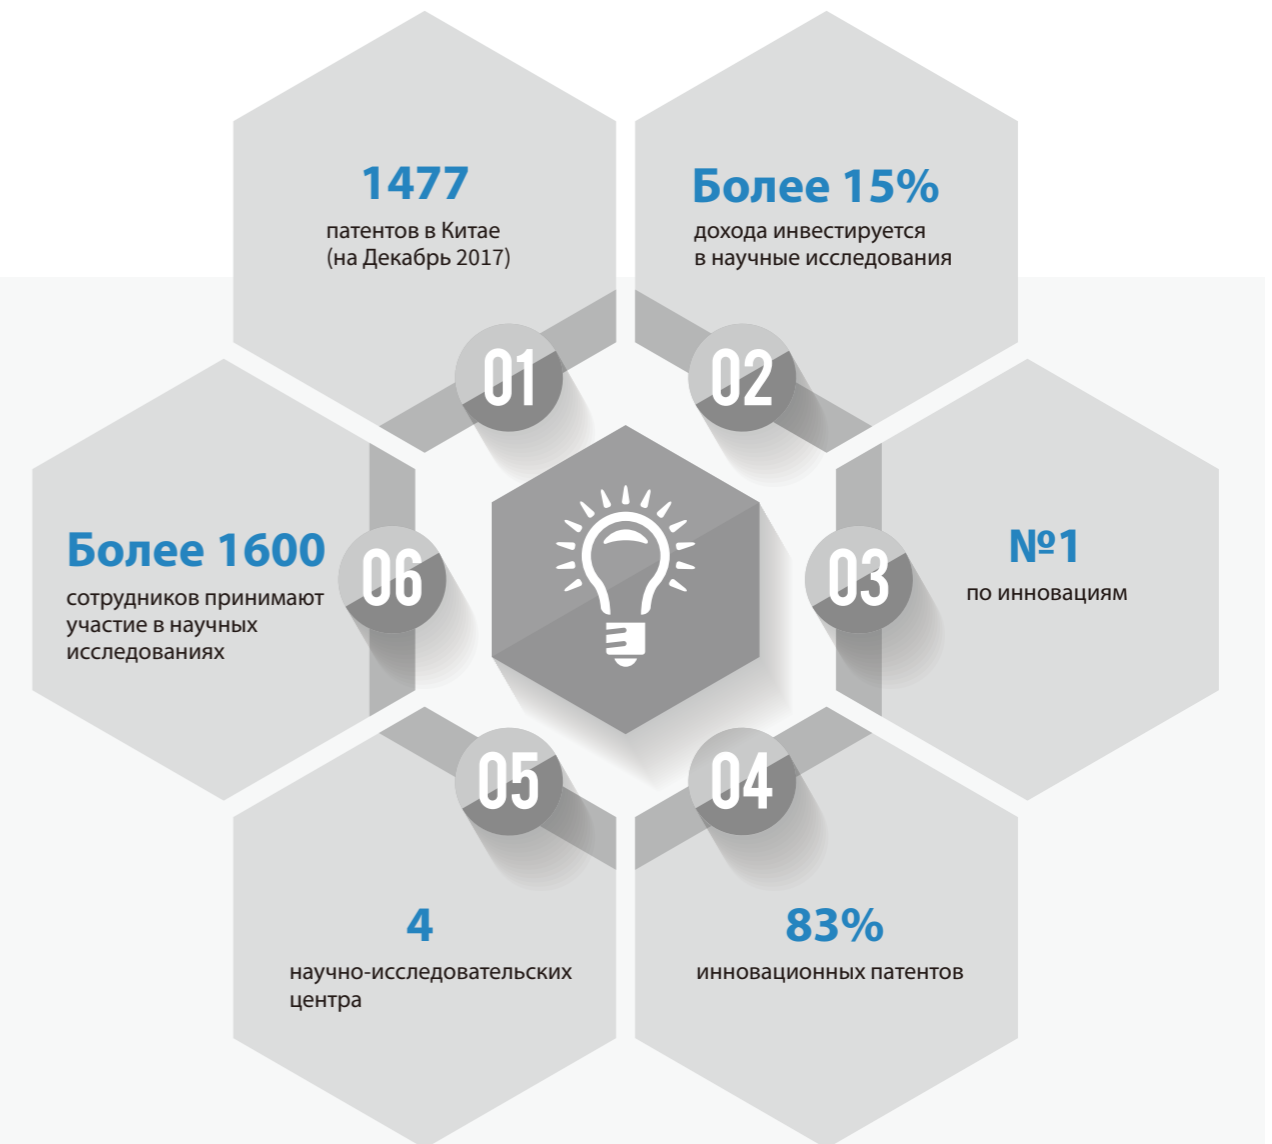 1477
патентов в Китае
(на Декабрь 2017)
01
Более 15%
дохода инвестируется
в научные исследования
02
№1
по инновациям
03
83%
инновационных патентов
04
4
научно-исследовательских
центра
05
Более 1600
сотрудников принимают
участие в научных
исследованиях
06